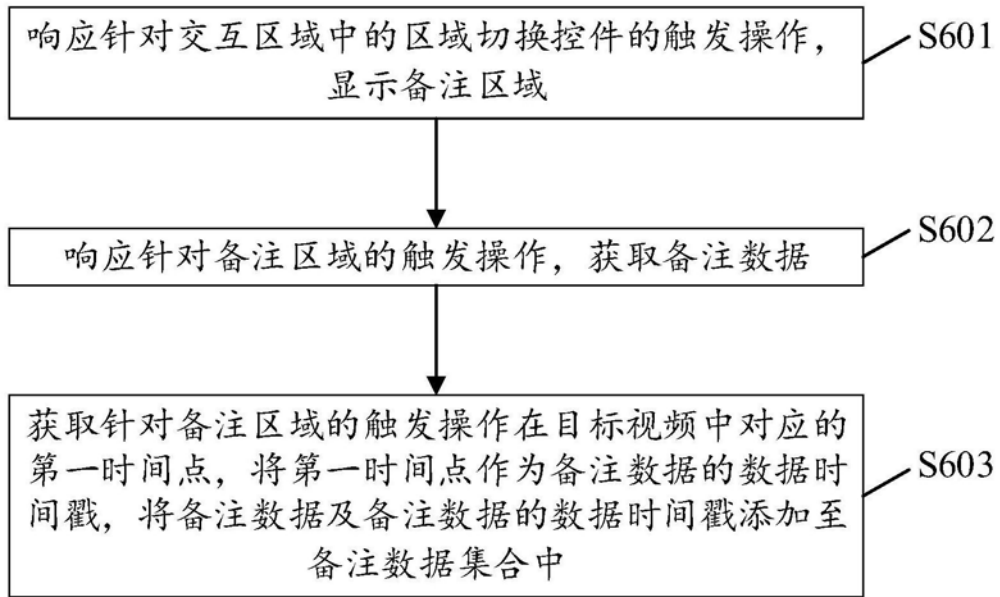 响应针对交互区域中的区域切换控件的触发操作，
显示备注区域
S601
响应针对备注区域的触发操作，获取备注数据
S602
获取针对备注区域的触发操作在目标视频中对应的
第一时间点，将第一时间点作为备注数据的数据时
间戳，将备注数据及备注数据的数据时间戳添加至
备注数据集合中
S603